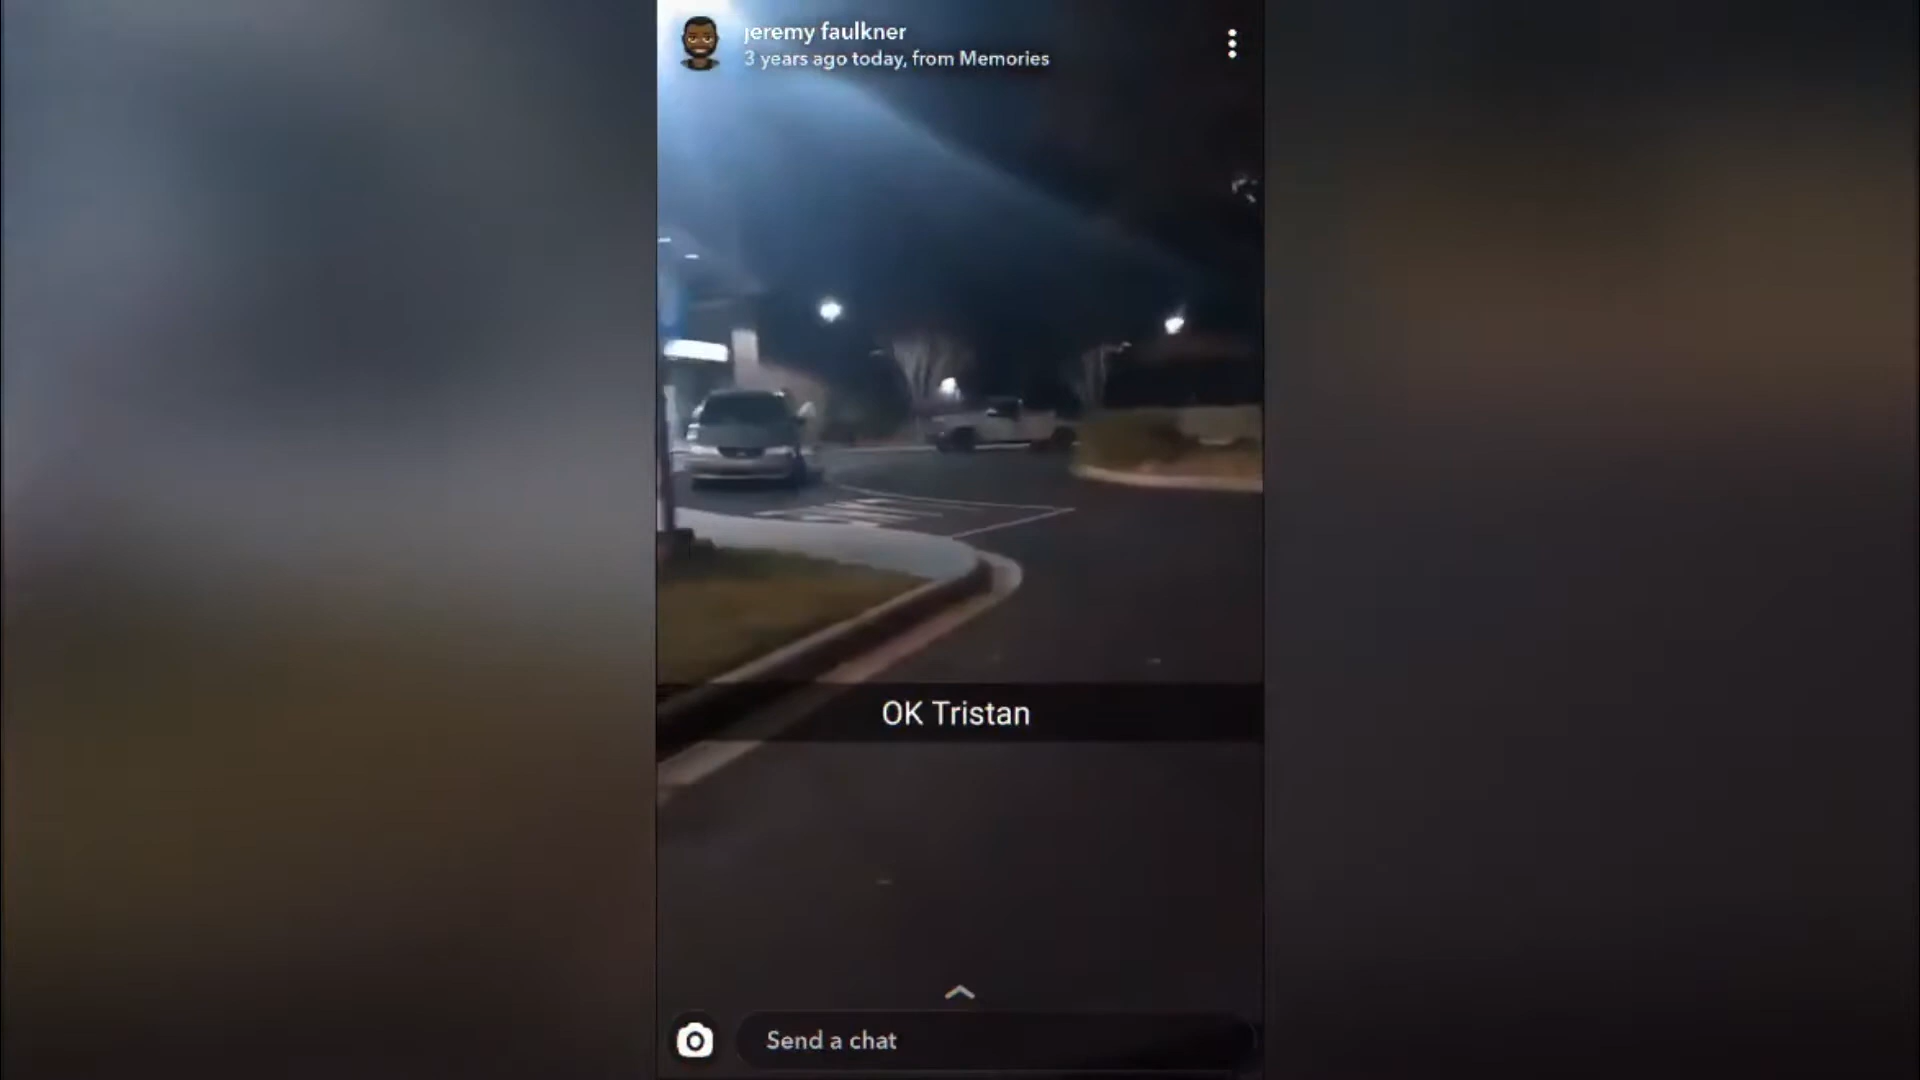 jeremy faulkner
3 years ago today, from Memories
OK Tristan
Send a chat